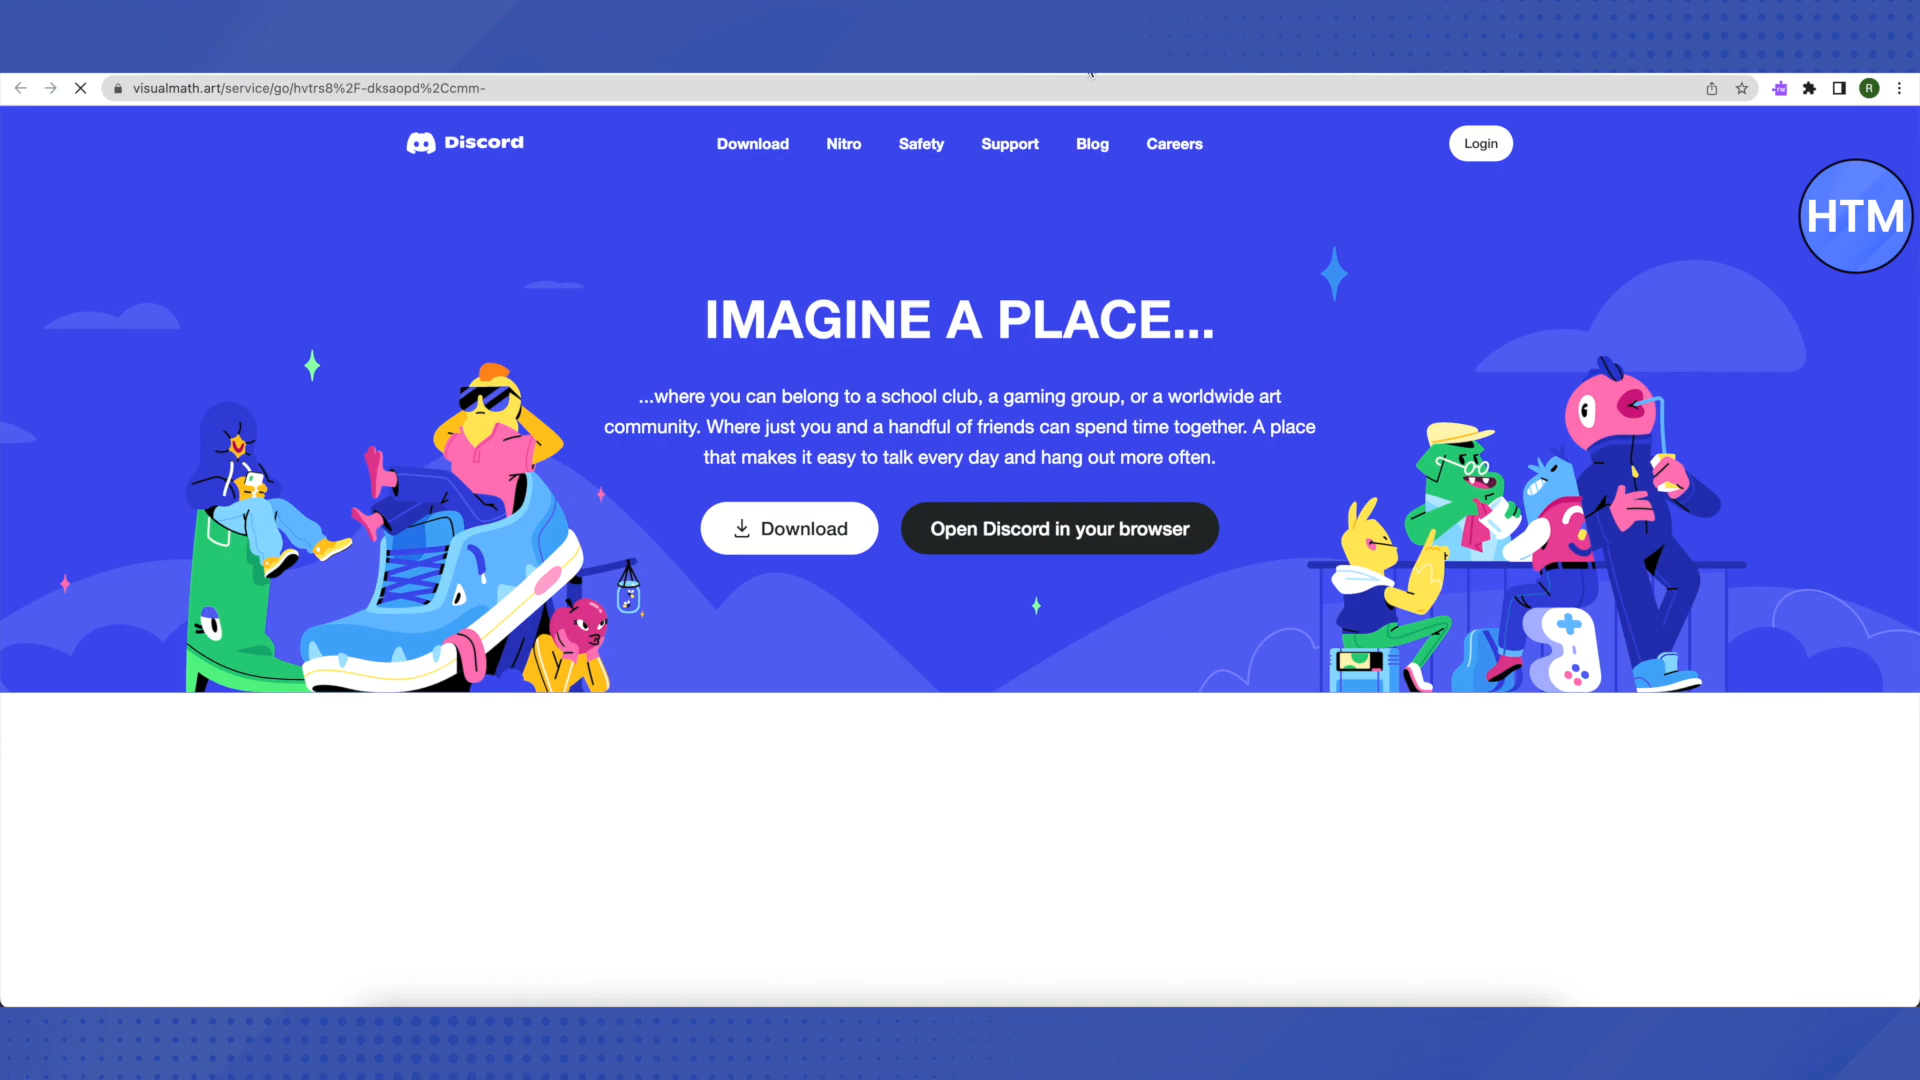 visualmath.art/service/go/hvtrs8%2F-dksaopd%2Ccmm-
rw
R
Discord
Download
Nitro
Safety
Support
Blog
Careers
Login
HTM
IMAGINE A PLACE...
...where you can belong to a school club, a gaming group, or a worldwide art
community. Where just you and a handful of friends can spend time together. A place
that makes it easy to talk every day and hang out more often.
Download
Open Discord in your browser